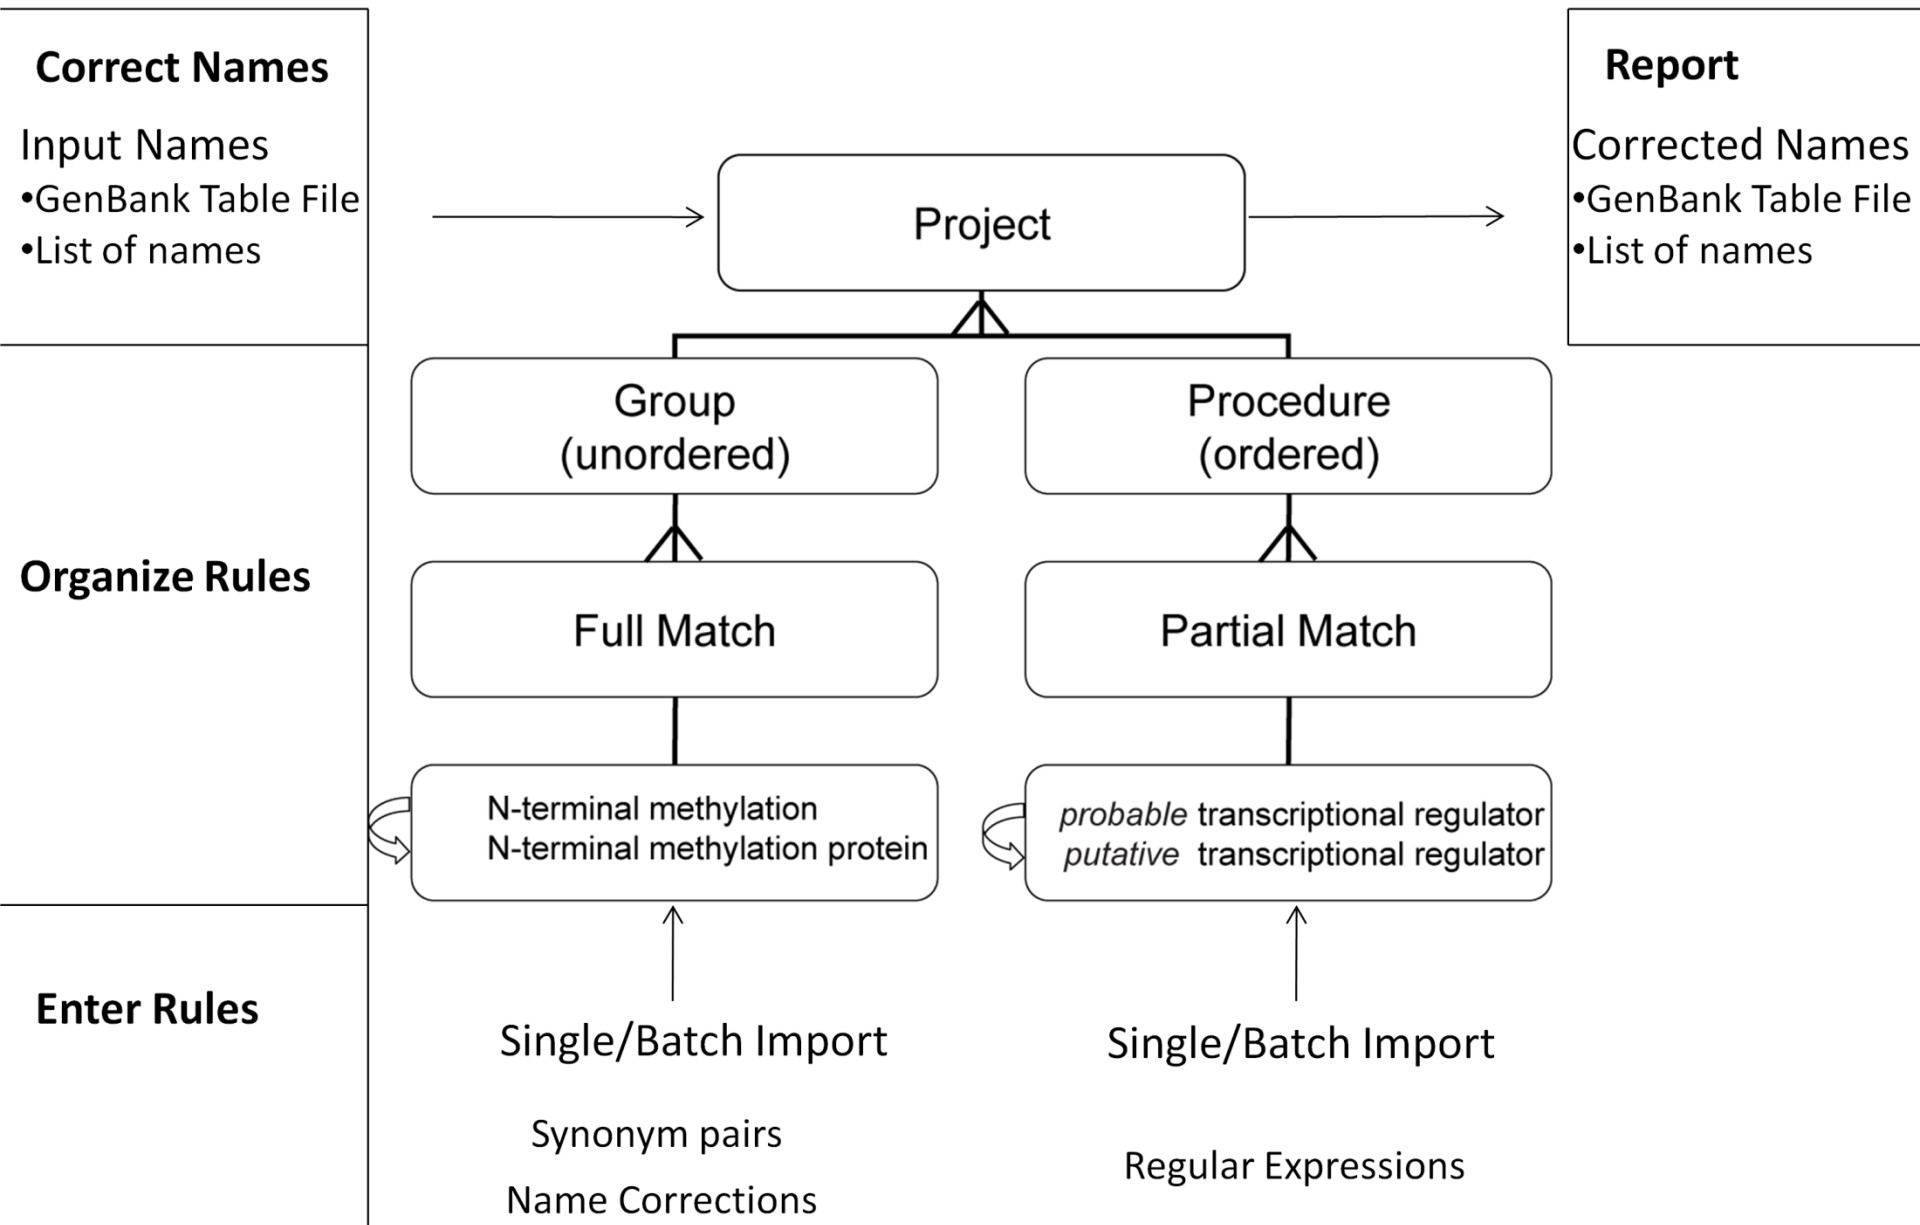 Correct Names
Input Names
•GenBank Table File
•List of names
Project
Report
Corrected Names
•GenBank Table File
•List of names
Organize Rules
Group
(unordered)
Procedure
(ordered)
Full Match
Partial Match
N-terminal methylation
N-terminal methylation protein
probable transcriptional regulator
putative transcriptional regulator
Enter Rules
Single/Batch Import
Synonym pairs
Name Corrections
Single/Batch Import
Regular Expressions